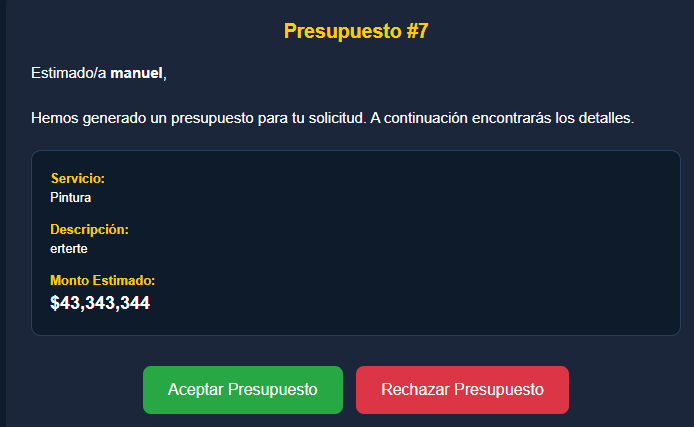 Presupuesto #7
Estimado/a manuel,
Hemos generado un presupuesto para tu solicitud. A continuación encontrarás los detalles.
Servicio:
Pintura
Descripción:
erterte
Monto Estimado:
$43,343,344
Aceptar Presupuesto
Rechazar Presupuesto